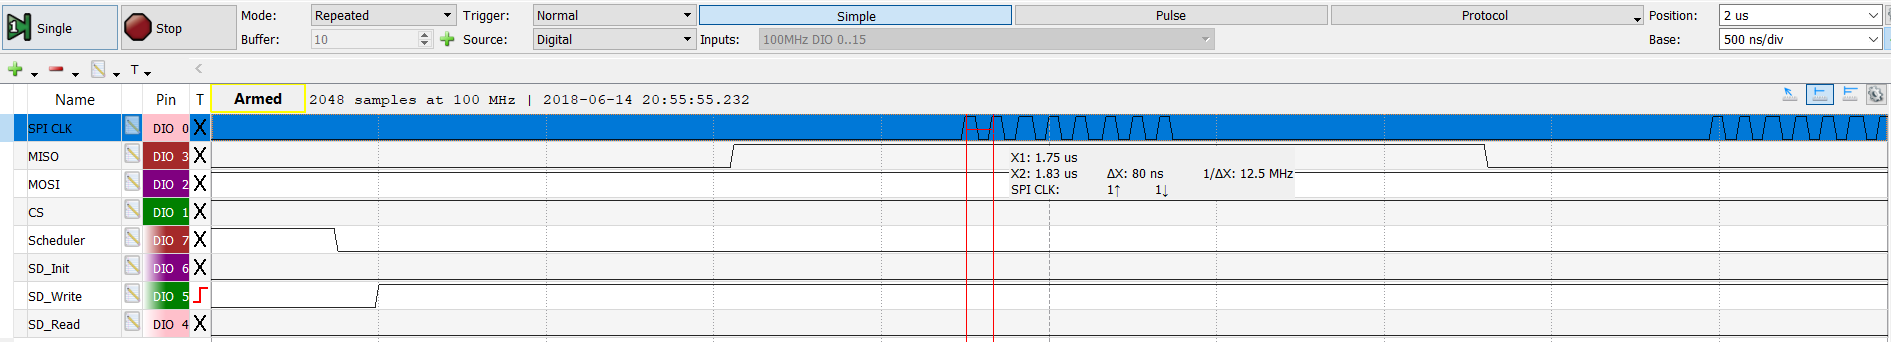 Single Stop Mode: Repeated Trigger: Normal Simple Pulse Protocol Position: 2 us
Buffer: 10 Source: Digital Inputs: 100MHz DIO 0..15 Base: 500 ns/div
T
Name Pin T Armed 2048 samples at 100 MHz | 2018-06-14 20:55:55.232
SPI CLK DIO 0 X
MISO DIO 3 X
X1: 1.75 us
MOSI DIO 2 X
X2: 1.83 us ΔX: 80 ns 1/ΔX: 12.5 MHz
SPI CLK: 1↑ 1↓
CS DIO 1 X
Scheduler DIO 7 X
SD_Init DIO 6 X
SD_Write DIO 5
SD_Read DIO 4 X